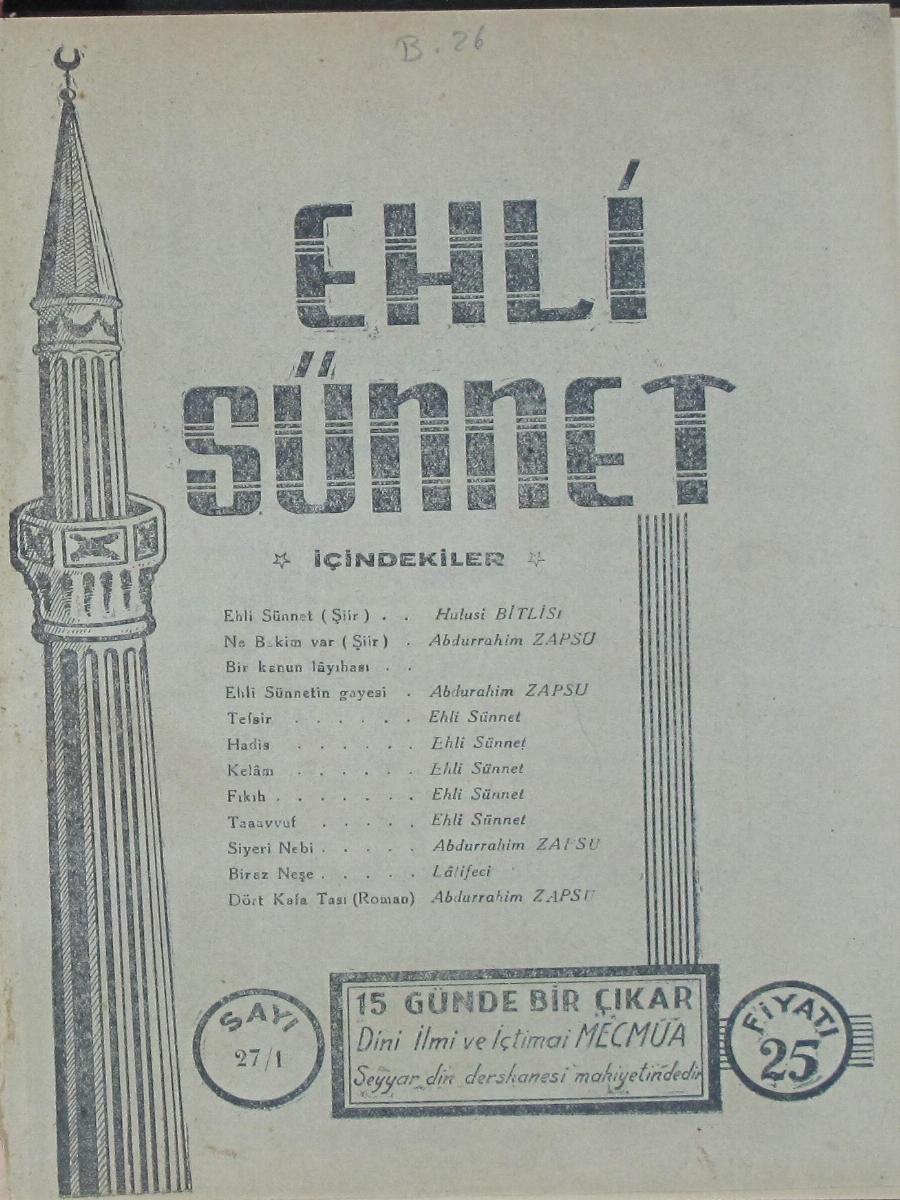 B. 26
EHLİ
SÜNNET
İÇİNDEKİLER
Ehli Sünnet (Şiir) . . Hulusi BİTLİSİ
Ne Bakim var (Şiir) . Abdurrahim ZAPSU
Bir kanun lâyıhası . .
Ehli Sünnetin gayesi . Abdurahim ZAPSU
Tefsir . . . . . . Ehli Sünnet
Hadis . . . . . . Ehli Sünnet
Kelâm . . . . . . Ehli Sünnet
Fıkıh . . . . . . . Ehli Sünnet
Tasavvuf . . . . . Ehli Sünnet
Siyeri Nebi . . . . . Abdurrahim ZAPSU
Biraz Neşe . . . . . Lâtifeci
Dört Kafa Tası (Roman) Abdurrahim ZAPSU
SAYI
27/1
15 GÜNDE BİR ÇIKAR
Dini İlmi ve İçtimai MECMÜA
Seyyar din dershanesi mahiyetindedir
FİYATI
25